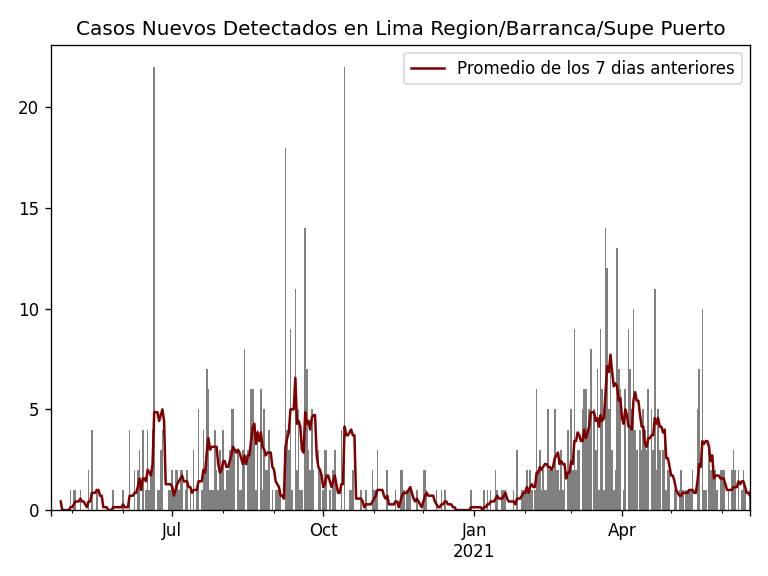 Casos Nuevos Detectados en Lima Region/Barranca/Supe Puerto
Promedio de los 7 dias anteriores
20
15
10
5
0
Jul
Oct
Jan
2021
Apr